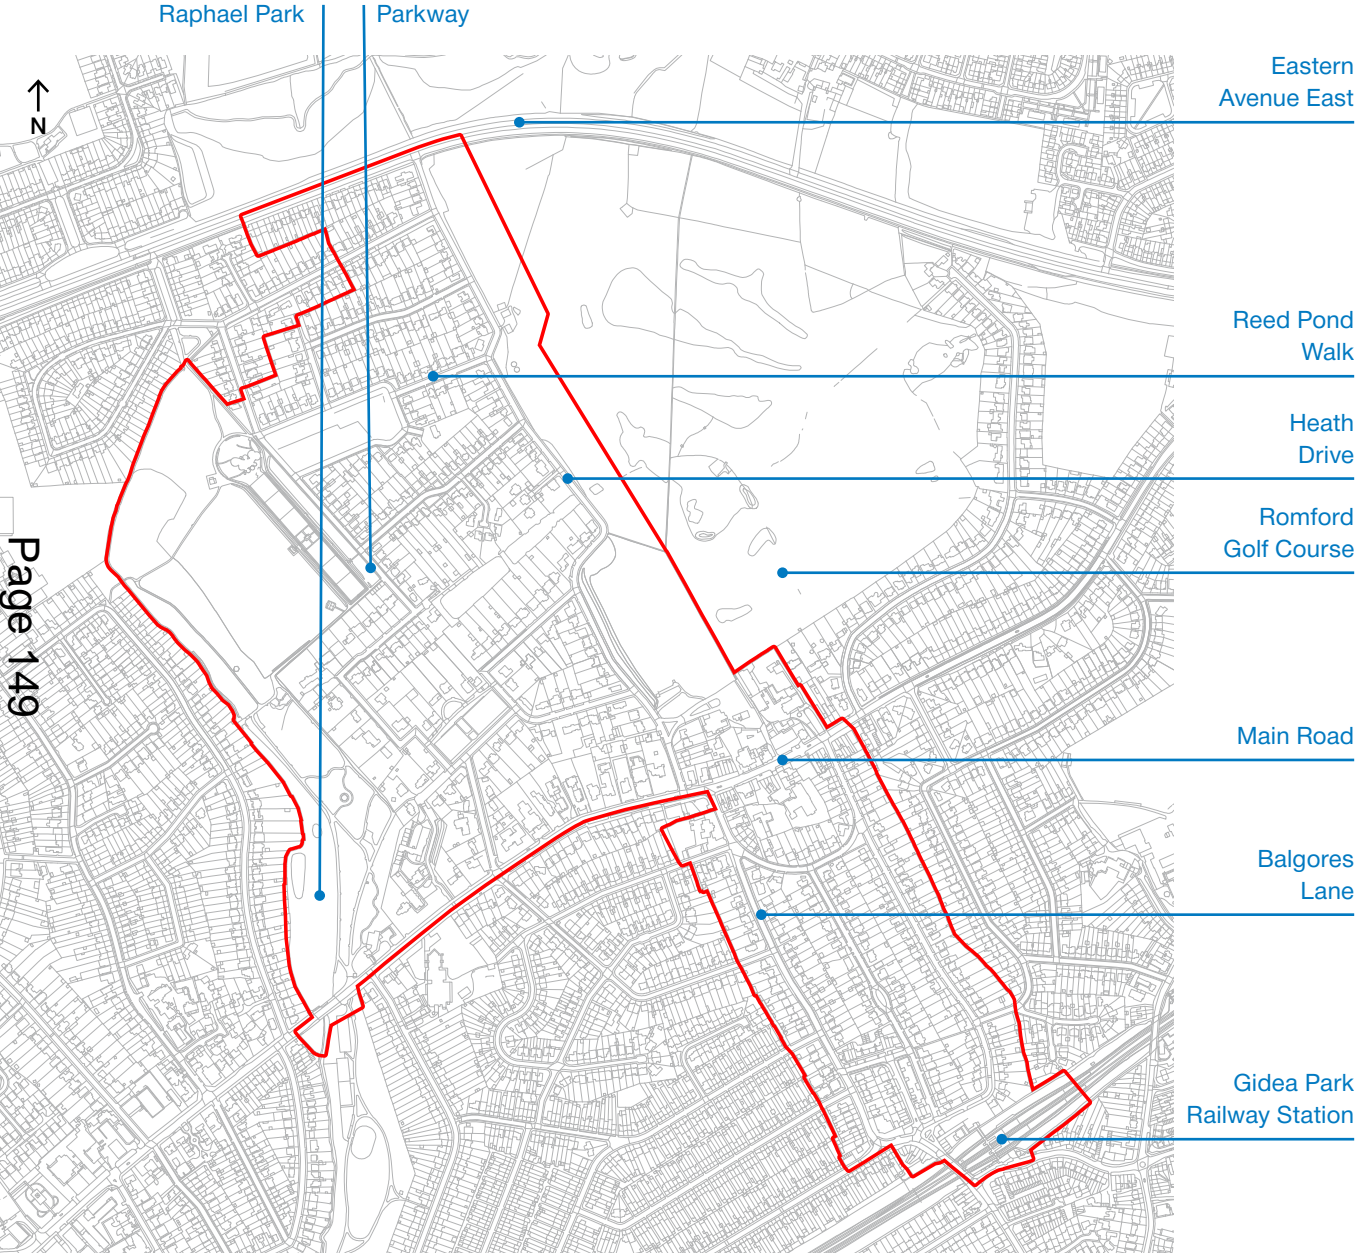 Raphael Park
Parkway
Eastern
Avenue East
N
Reed Pond
Walk
Heath
Drive
Romford
Golf Course
Page 149
Main Road
Balgores
Lane
Gidea Park
Railway Station